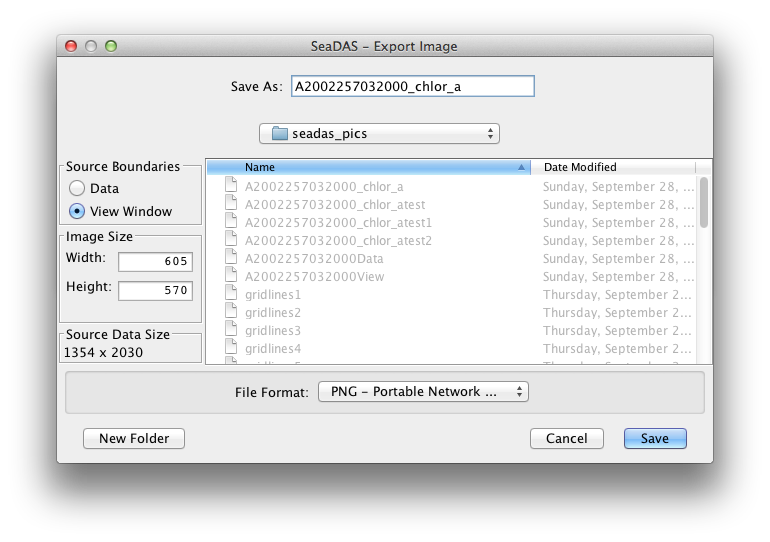 SeaDAS – Export Image
Save As: A2002257032000_chlor_a
seadas_pics
Source Boundaries
Data
View Window
Image Size
Width: 605
Height: 570
Source Data Size
1354 x 2030
Name Date Modified
A2002257032000_chlor_a Sunday, September 28, ...
A2002257032000_chlor_atest Sunday, September 28, ...
A2002257032000_chlor_atest1 Sunday, September 28, ...
A2002257032000_chlor_atest2 Sunday, September 28, ...
A2002257032000Data Sunday, September 28, ...
A2002257032000View Sunday, September 28, ...
gridlines1 Thursday, September 2...
gridlines2 Thursday, September 2...
gridlines3 Thursday, September 2...
gridlines4 Thursday, September 2...
File Format: PNG – Portable Network ...
New Folder Cancel Save